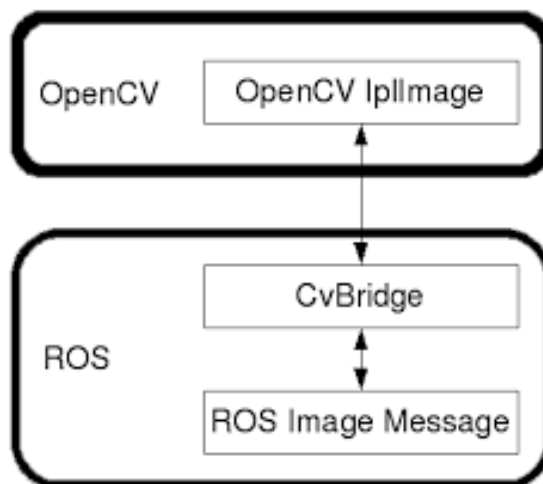 OpenCV
OpenCV IplImage
CvBridge
ROS
ROS Image Message